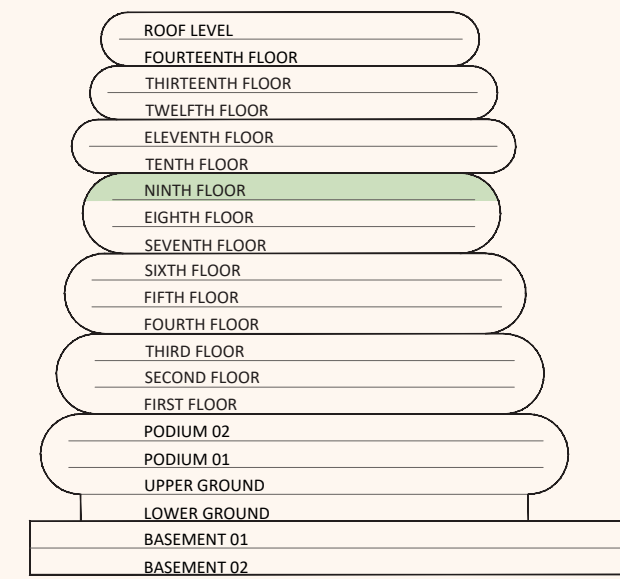 ROOF LEVEL
FOURTEENTH FLOOR
THIRTEENTH FLOOR
TWELFTH FLOOR
ELEVENTH FLOOR
TENTH FLOOR
NINTH FLOOR
EIGHTH FLOOR
SEVENTH FLOOR
SIXTH FLOOR
FIFTH FLOOR
FOURTH FLOOR
THIRD FLOOR
SECOND FLOOR
FIRST FLOOR
PODIUM 02
PODIUM 01
UPPER GROUND
LOWER GROUND
BASEMENT 01
BASEMENT 02